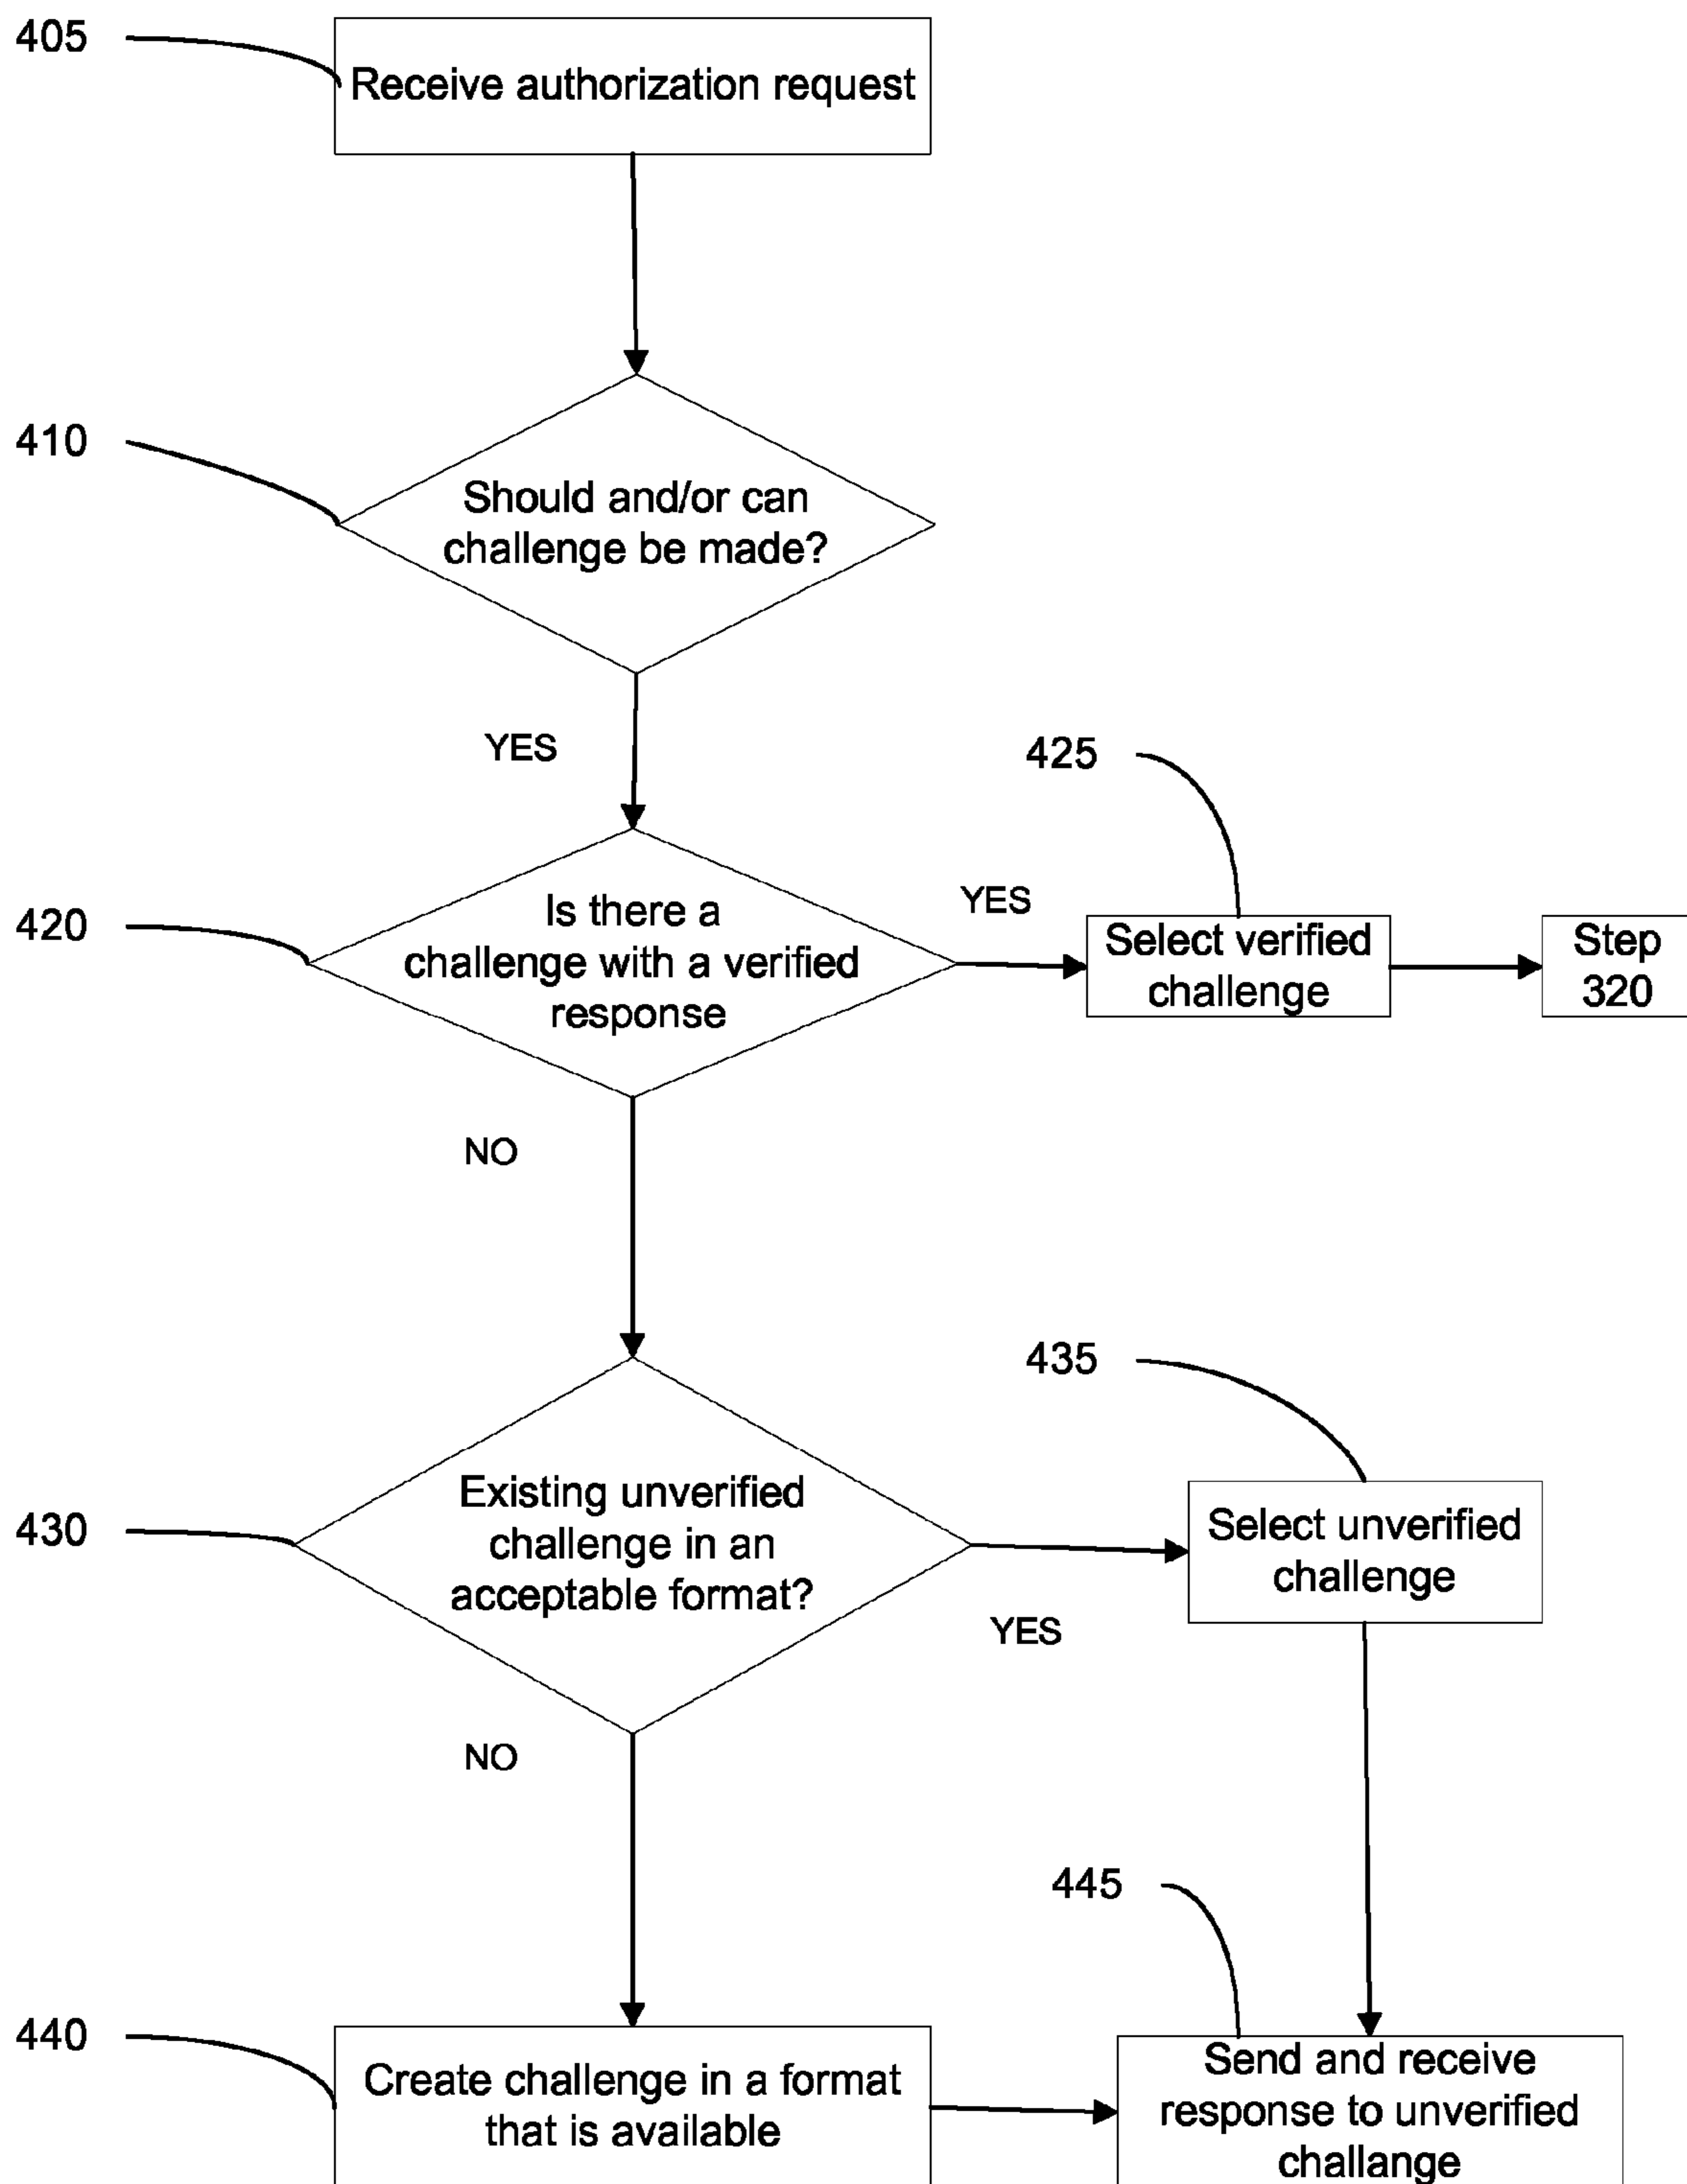 405
Receive authorization request
410
Should and/or can
challenge be made?
YES
425
420
Is there a
challenge with a verified
response
YES
Select verified
challenge
Step
320
NO
435
430
Existing unverified
challenge in an
acceptable format?
YES
Select unverified
challenge
NO
445
440
Create challenge in a format
that is available
Send and receive
response to unverified
challange